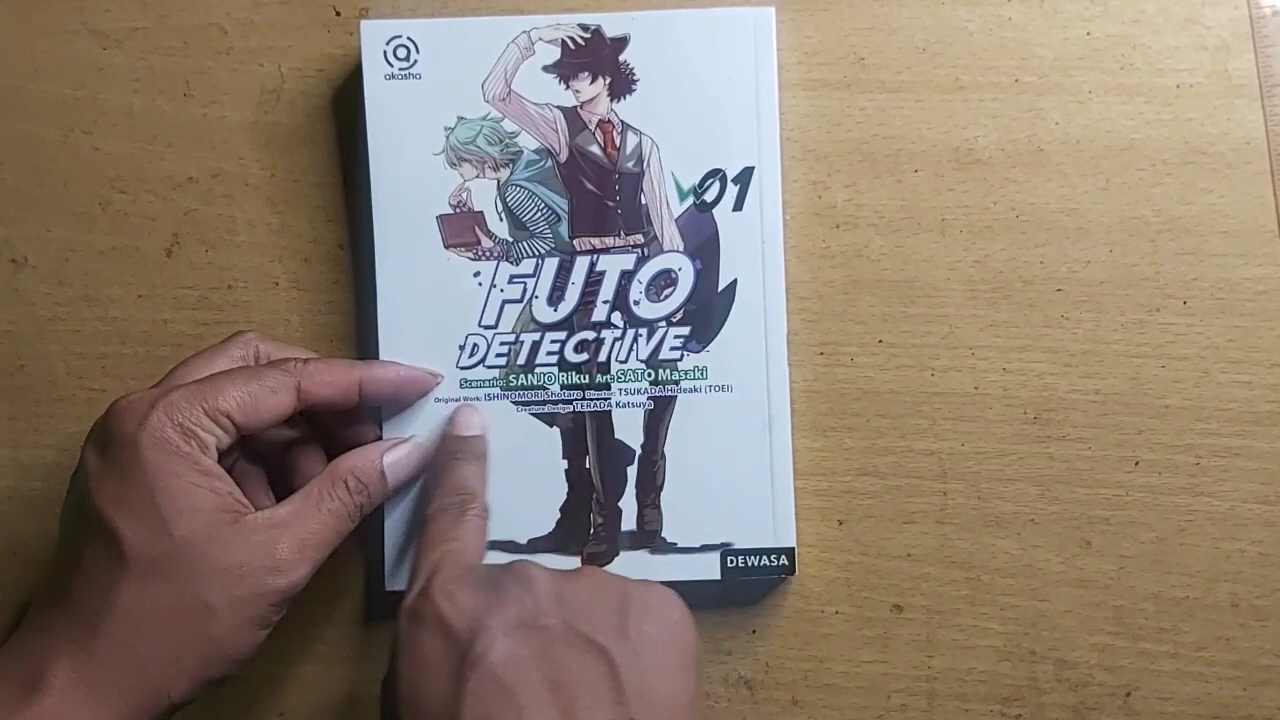 akasha
01
FUTO
DETECTIVE
Scenario: SANJO Riku Art: SATO Masaki
Original Work: ISHINOMORI Shotaro Director: TSUKADA Hideaki (TOEI)
Creature Design: TERADA Katsuya
DEWASA